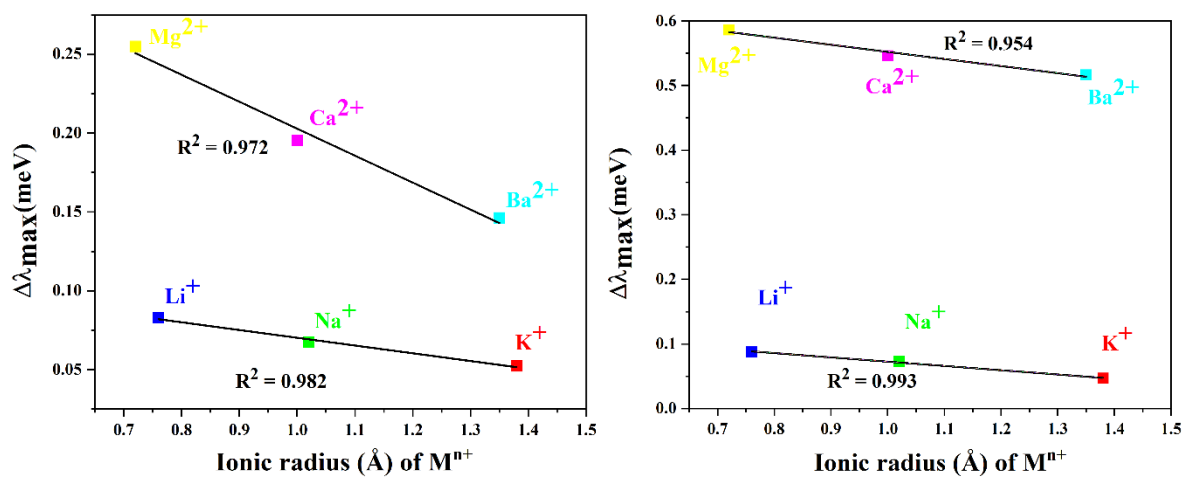 0.25
0.20
0.15
0.10
0.05
Δλmax(meV)
Mg2+
Ca2+
R2 = 0.972
Ba2+
Li+
Na+
K+
R2 = 0.982
0.7 0.8 0.9 1.0 1.1 1.2 1.3 1.4 1.5
Ionic radius (Å) of Mn+
0.6
0.5
0.4
0.3
0.2
0.1
0.0
Δλmax(meV)
R2 = 0.954
Mg2+
Ca2+
Ba2+
Li+
Na+
K+
R2 = 0.993
0.7 0.8 0.9 1.0 1.1 1.2 1.3 1.4 1.5
Ionic radius (Å) of Mn+